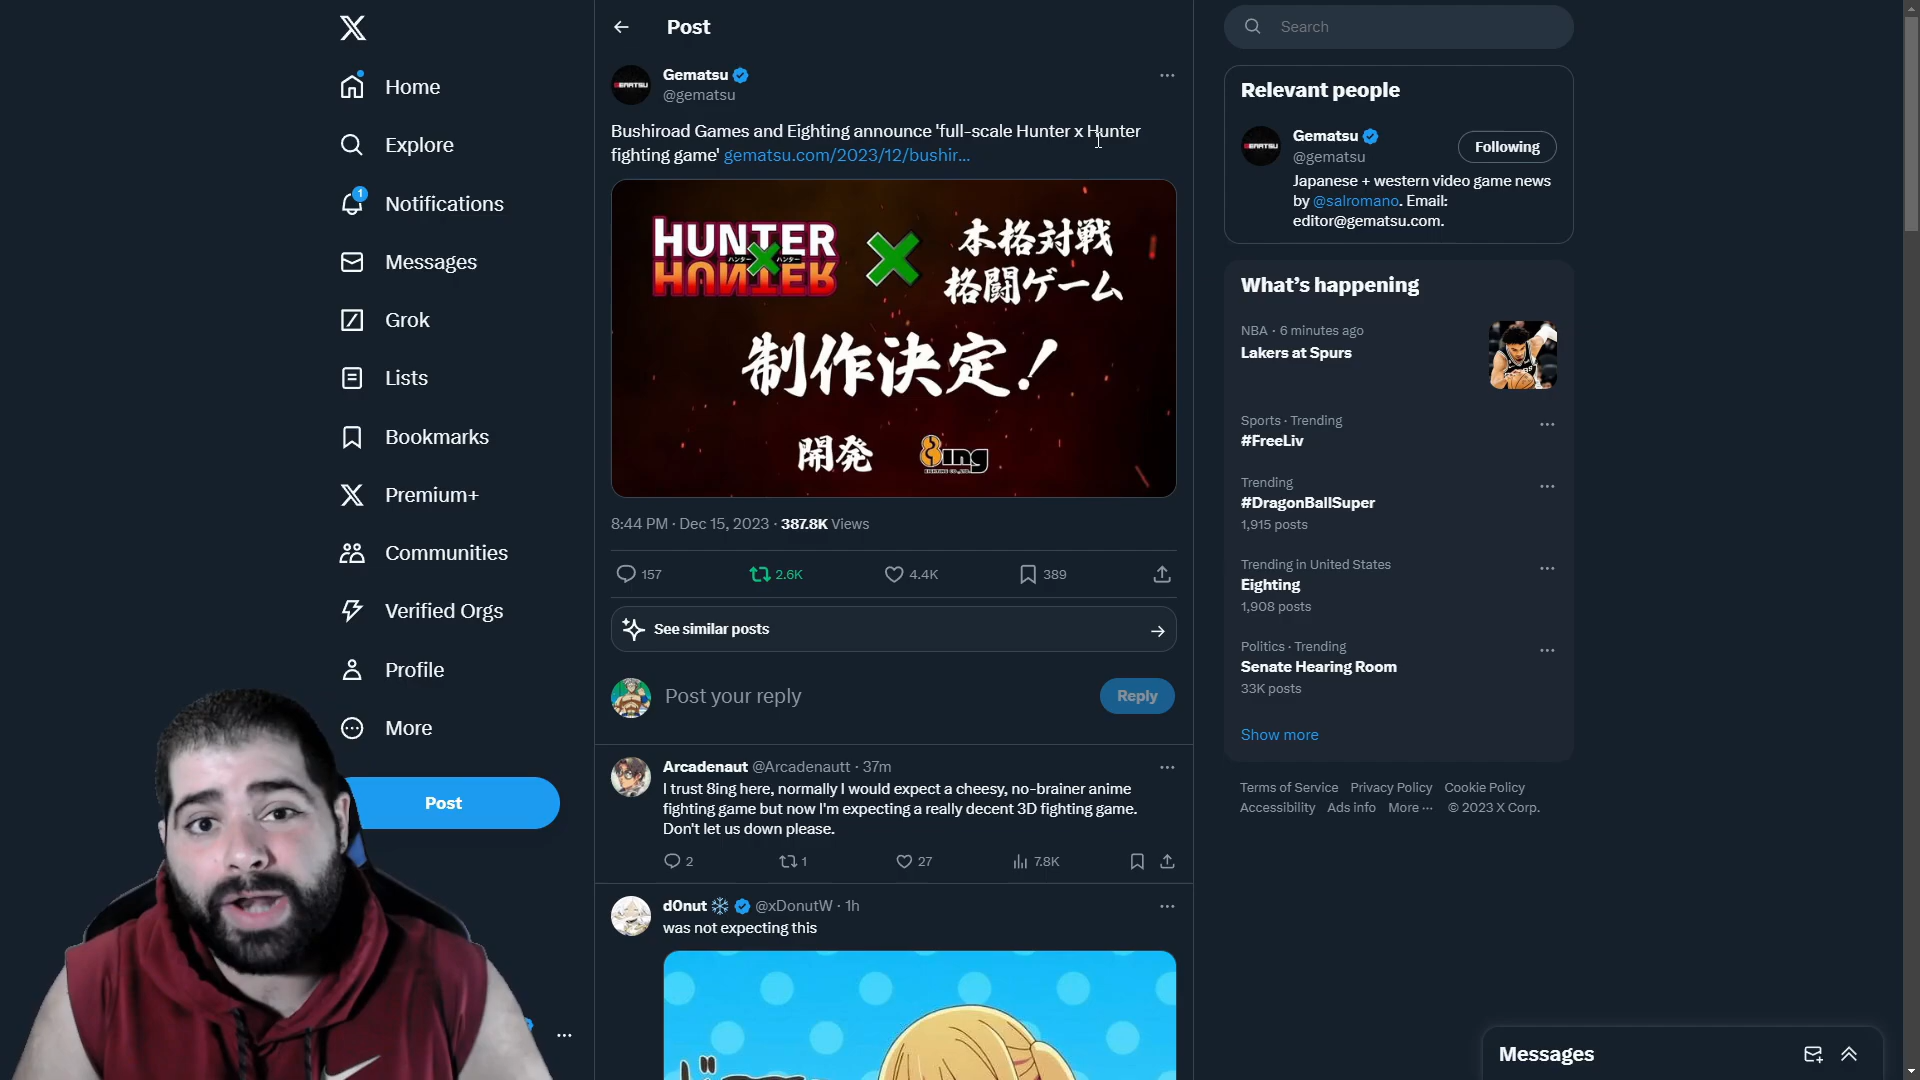 Home
Explore
1
Notifications
Messages
Grok
Lists
Bookmarks
Premium+
Communities
Verified Orgs
Profile
More
Post
Post
Gematsu
@gematsu
Bushiroad Games and Eighting announce 'full-scale Hunter x Hunter
fighting game' gematsu.com/2023/12/bushir...
HUNTER
ハンター×ハンター
HUNTER
本格対戦
格闘ゲーム
制作決定！
開発 8ing
8:44 PM · Dec 15, 2023 · 387.8K Views
157 2.6K 4.4K 389
See similar posts
Post your reply
Reply
Arcadenaut @Arcadenautt · 37m
I trust 8ing here, normally I would expect a cheesy, no-brainer anime
fighting game but now I'm expecting a really decent 3D fighting game.
Don't let us down please.
2 1 27 7.8K
d0nut @xDonutW · 1h
was not expecting this
Search
Relevant people
Gematsu
@gematsu
Following
Japanese + western video game news
by @salromano. Email:
editor@gematsu.com.
What's happening
NBA · 6 minutes ago
Lakers at Spurs
Sports · Trending
#FreeLiv
Trending
#DragonBallSuper
1,915 posts
Trending in United States
Eighting
1,908 posts
Politics · Trending
Senate Hearing Room
33K posts
Show more
Terms of Service Privacy Policy Cookie Policy
Accessibility Ads info More ··· © 2023 X Corp.
Messages